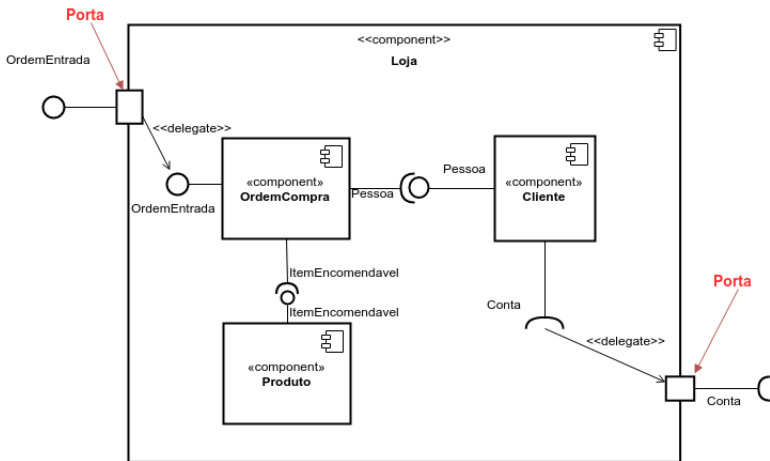 Porta
<<component>>
Loja
OrdemEntrada
<<delegate>>
«component»
OrdemCompra
Pessoa
Pessoa
«component»
Cliente
OrdemEntrada
ItemEncomendavel
ItemEncomendavel
«component»
Produto
Conta
<<delegate>>
Porta
Conta